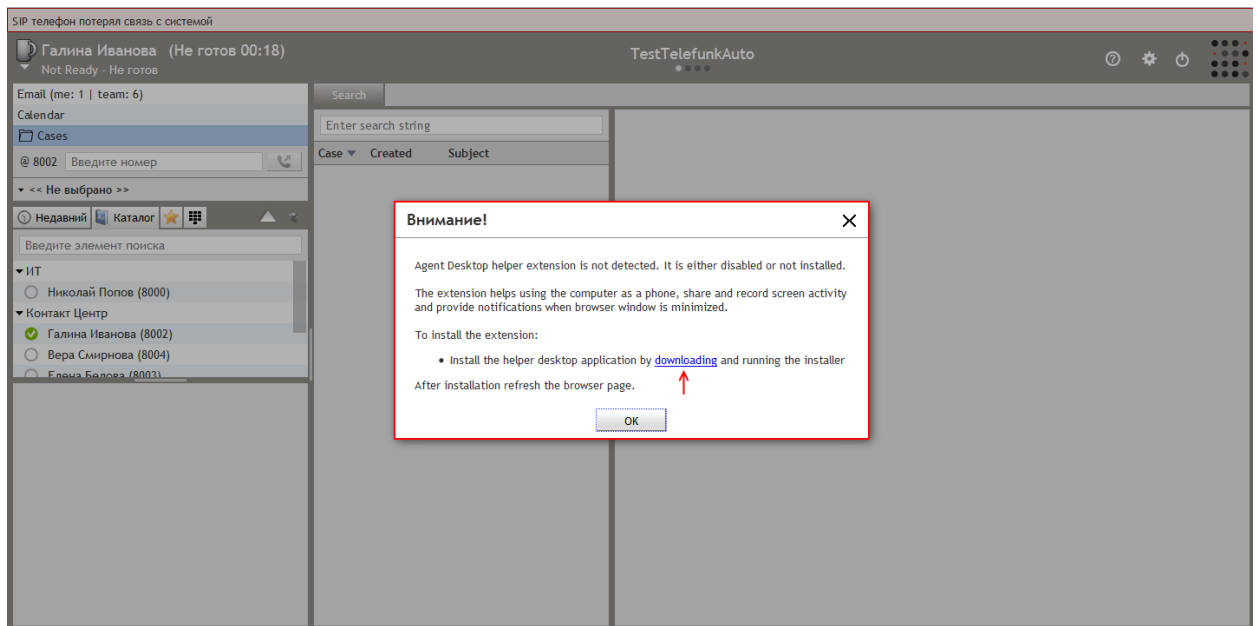 SIP телефон потерял связь с системой
Галина Иванова (Не готов 00:18)
Not Ready - Не готов
TestTelefunkAuto
Email (me: 1 | team: 6)
Calendar
Cases
@ 8002 Введите номер
<< Не выбрано >>
Недавний Каталог
Введите элемент поиска
ИТ
Николай Попов (8000)
Контакт Центр
Галина Иванова (8002)
Вера Смирнова (8004)
Елена Белова (8003)
Search
Enter search string
Case Created Subject
Внимание!
Agent Desktop helper extension is not detected. It is either disabled or not installed.
The extension helps using the computer as a phone, share and record screen activity
and provide notifications when browser window is minimized.
To install the extension:
• Install the helper desktop application by downloading and running the installer
After installation refresh the browser page.
OK